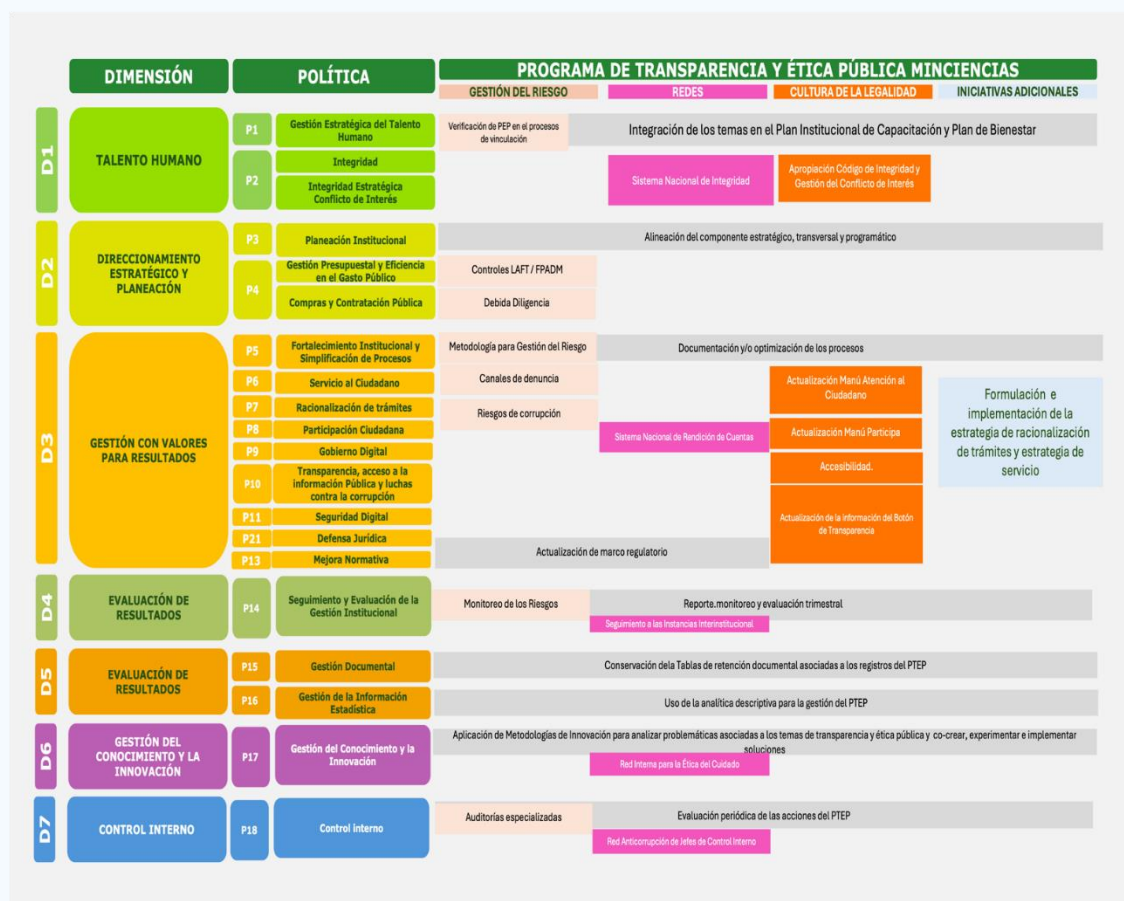 DIMENSIÓN
POLÍTICA
PROGRAMA DE TRANSPARENCIA Y ÉTICA PÚBLICA MINCIENCIAS
GESTIÓN DEL RIESGO
REDES
CULTURA DE LA LEGALIDAD
INICIATIVAS ADICIONALES
D1
TALENTO HUMANO
P1
Gestión Estratégica del Talento
Humano
Verificación de PEP en el procesos
de vinculación
Integración de los temas en el Plan Institucional de Capacitación y Plan de Bienestar
P2
Integridad
Integridad Estratégica
Conflicto de Interés
Sistema Nacional de Integridad
Apropiación Código de Integridad y
Gestión del Conflicto de Interés
D2
DIRECCIONAMIENTO
ESTRATÉGICO Y
PLANEACIÓN
P3
Planeación Institucional
Alineación del componente estratégico, transversal y programático
P4
Gestión Presupuestal y Eficiencia
en el Gasto Público
Controles LAFT / FPADM
Compras y Contratación Pública
Debida Diligencia
D3
GESTIÓN CON VALORES
PARA RESULTADOS
P5
Fortalecimiento Institucional y
Simplificación de Procesos
Metodología para Gestión del Riesgo
Documentación y/o optimización de los procesos
P6
Servicio al Ciudadano
Canales de denuncia
Actualización Manú Atención al
Ciudadano
P7
Racionalización de trámites
Riesgos de corrupción
P8
Participación Ciudadana
Sistema Nacional de Rendición de Cuentas
Actualización Manú Participa
Formulación e
implementación de la
estrategia de racionalización
de trámites y estrategia de
servicio
P9
Gobierno Digital
Accesibilidad.
P10
Transparencia, acceso a la
información Pública y luchas
contra la corrupción
P11
Seguridad Digital
Actualización de la información del Botón
de Transparencia
P21
Defensa Jurídica
P13
Mejora Normativa
Actualización de marco regulatorio
D4
EVALUACIÓN DE
RESULTADOS
P14
Seguimiento y Evaluación de la
Gestión Institucional
Monitoreo de los Riesgos
Reporte.monitoreo y evaluación trimestral
Seguimiento a las Instancias Interinstitucional
D5
EVALUACIÓN DE
RESULTADOS
P15
Gestión Documental
Conservación dela Tablas de retención documental asociadas a los registros del PTEP
P16
Gestión de la Información
Estadística
Uso de la analítica descriptiva para la gestión del PTEP
D6
GESTIÓN DEL
CONOCIMIENTO Y LA
INNOVACIÓN
P17
Gestión del Conocimiento y la
Innovación
Aplicación de Metodologías de Innovación para analizar problemáticas asociadas a los temas de transparencia y ética pública y co-crear, experimentar e implementar
soluciones
Red Interna para la Ética del Cuidado
D7
CONTROL INTERNO
P18
Control interno
Auditorías especializadas
Evaluación periódica de las acciones del PTEP
Red Anticorrupción de Jefes de Control Interno